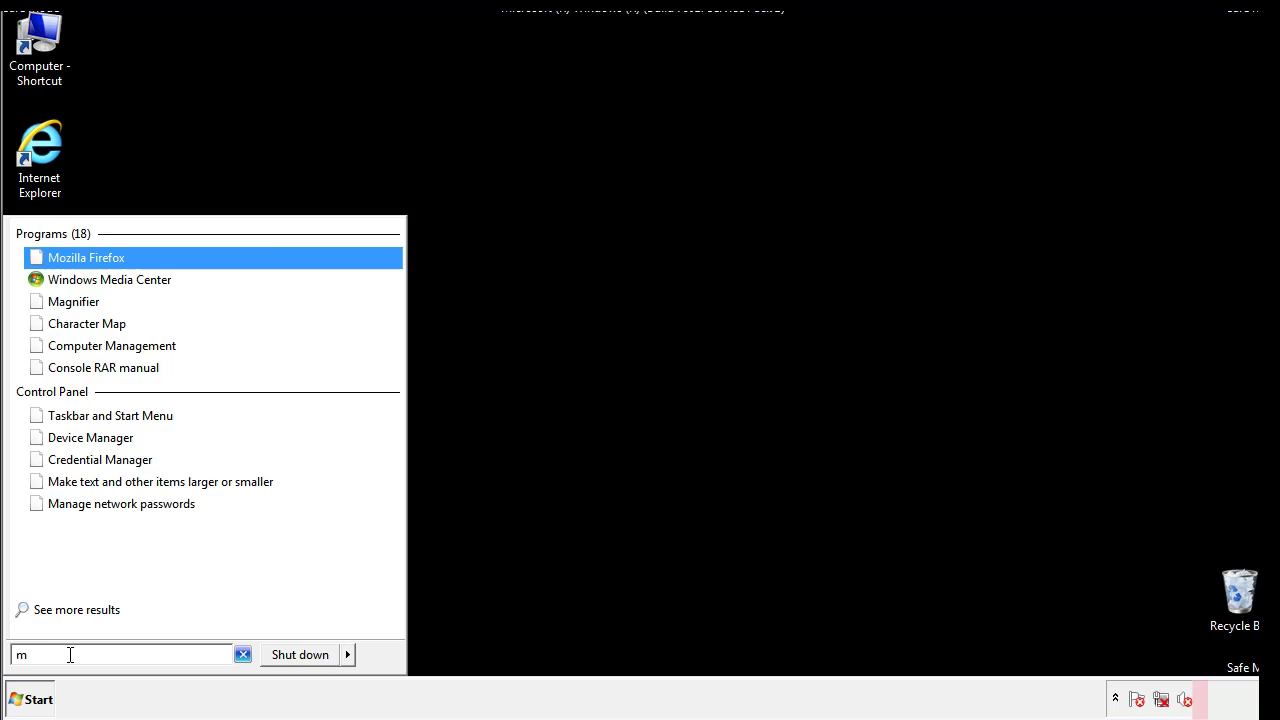 Computer -
Shortcut
Internet
Explorer
Programs (18)
Mozilla Firefox
Windows Media Center
Magnifier
Character Map
Computer Management
Console RAR manual
Control Panel
Taskbar and Start Menu
Device Manager
Credential Manager
Make text and other items larger or smaller
Manage network passwords
See more results
m
Shut down
Recycle B
Safe M
Start